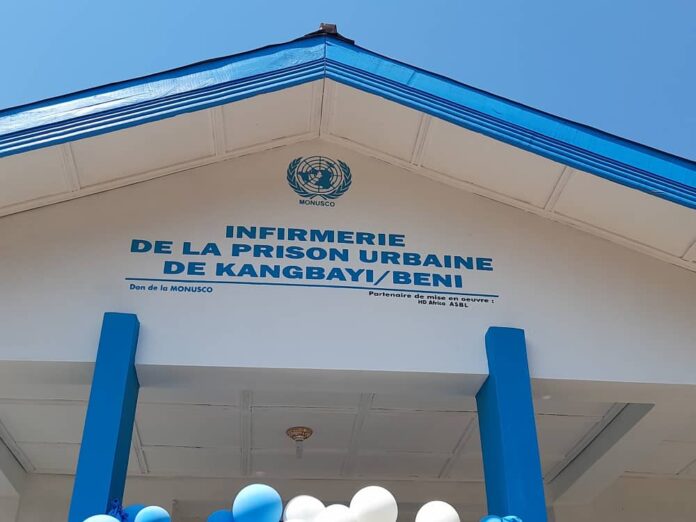 MONUSCO
INFIRMERIE
DE LA PRISON URBAINE
DE KANGBAYI/BENI
Don de la MONUSCO
Partenaire de mise en oeuvre :
HD Africa ASBL